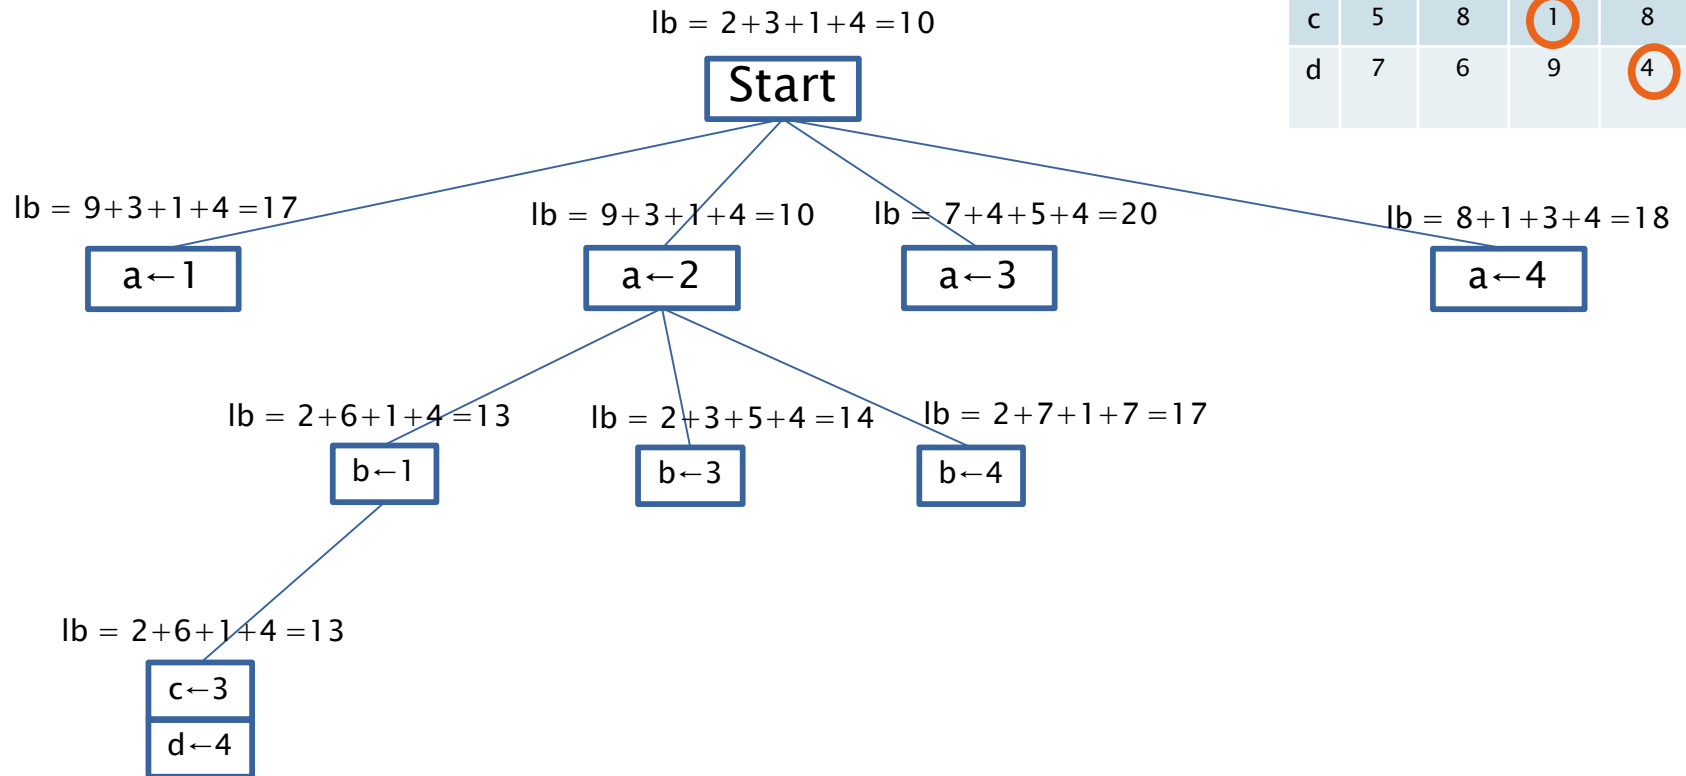 lb = 2+3+1+4 =10
c 5 8 1 8
Start
d 7 6 9 4
lb = 9+3+1+4 =17
lb = 9+3+1+4 =10
lb = 7+4+5+4 =20
lb = 8+1+3+4 =18
a←1
a←2
a←3
a←4
lb = 2+6+1+4 =13
lb = 2+3+5+4 =14
lb = 2+7+1+7 =17
b←1
b←3
b←4
lb = 2+6+1+4 =13
c←3
d←4